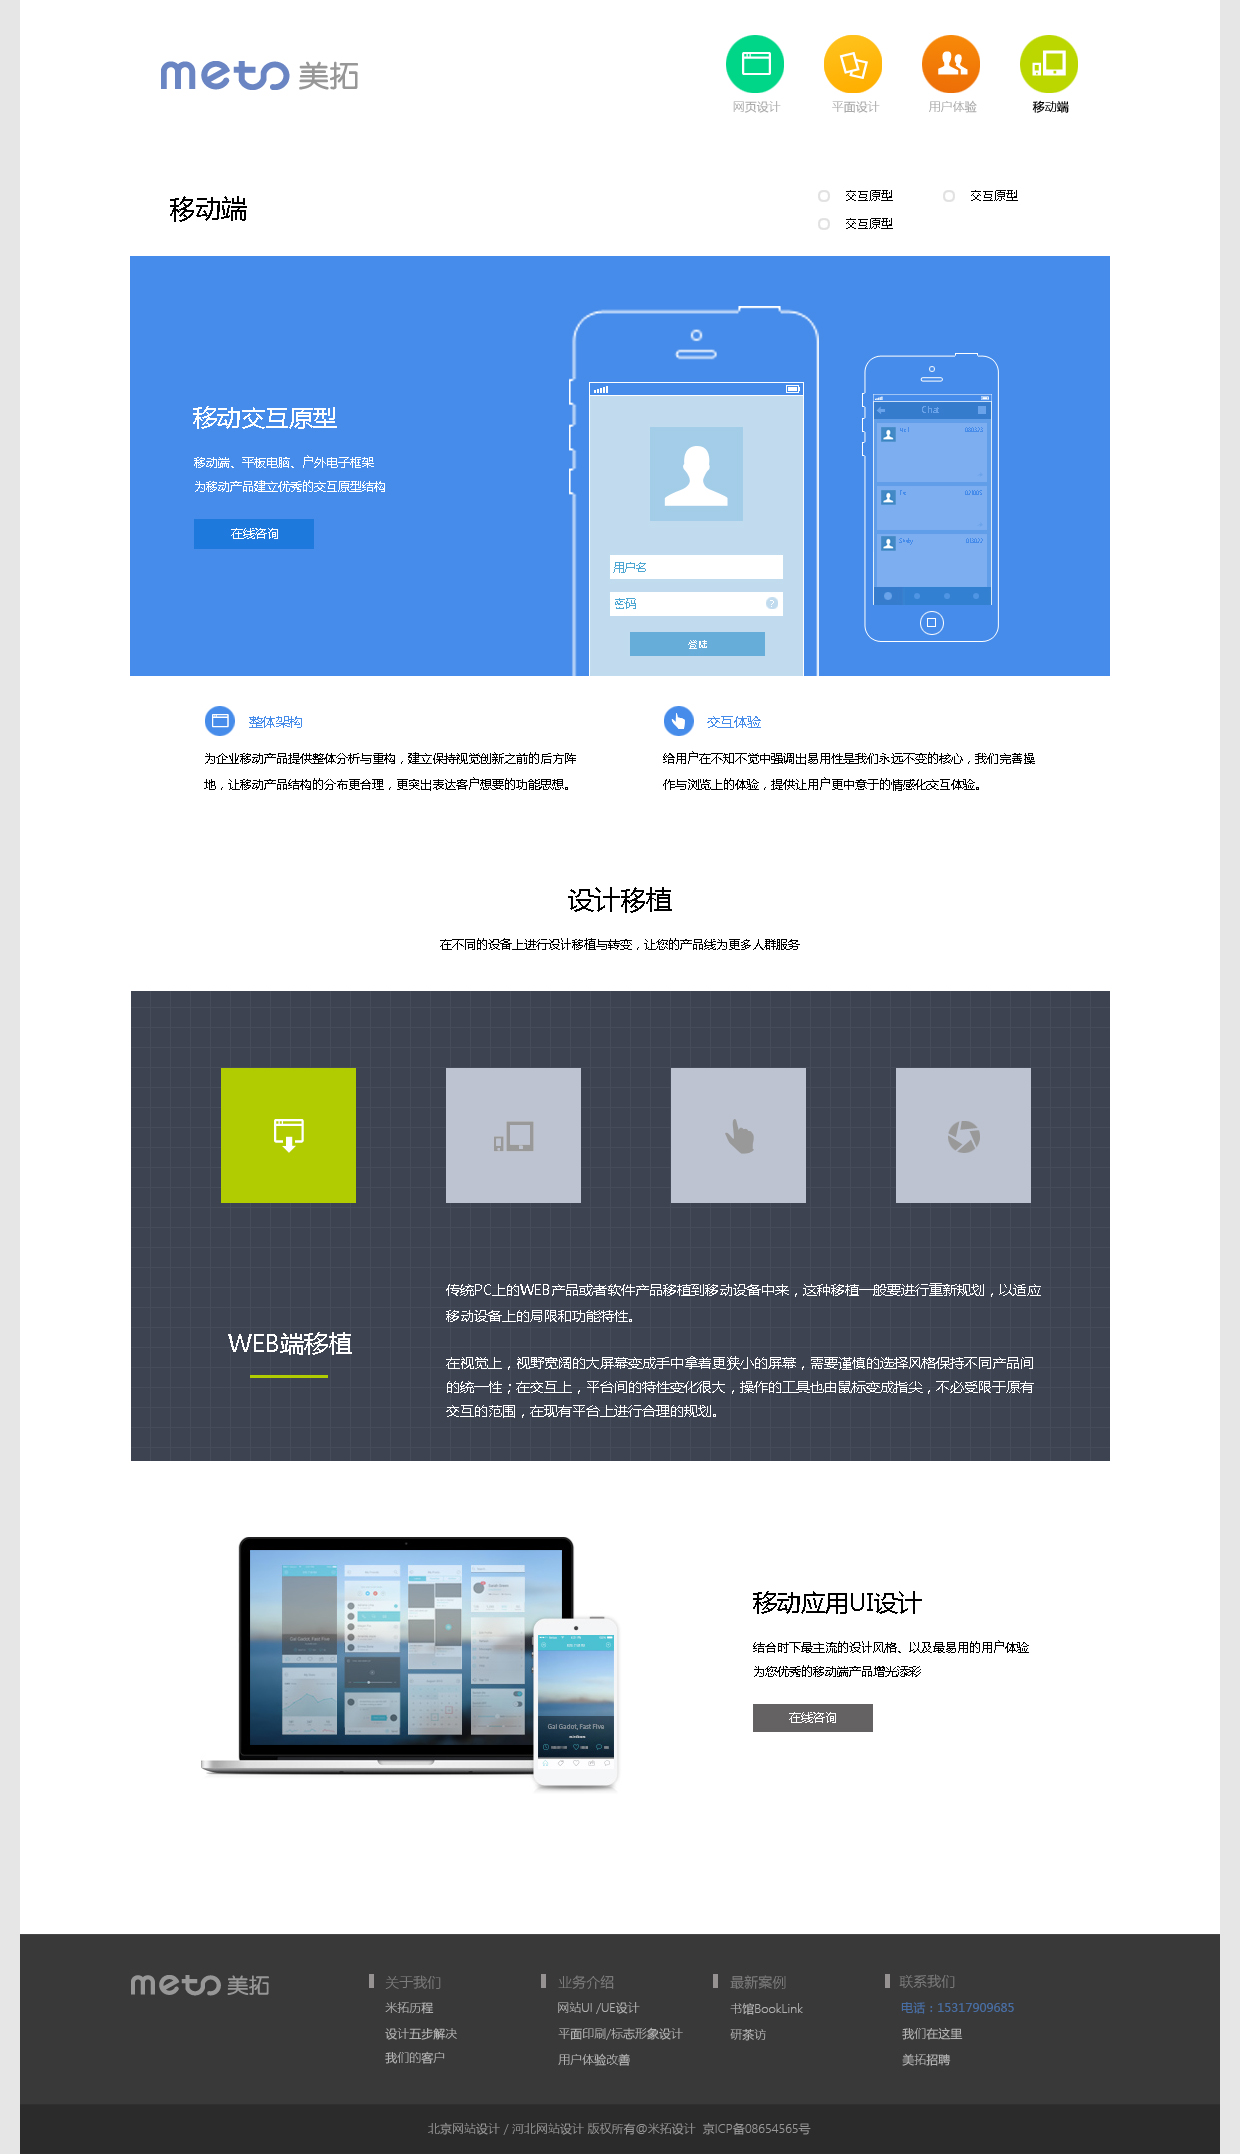 meto 美拓
网页设计
平面设计
用户体验
移动端
移动端
交互原型
交互原型
交互原型
移动交互原型
移动端、平板电脑、户外电子框架
为移动产品建立优秀的交互原型结构
在线咨询
用户名
密码
?
登陆
Chat
整体架构
为企业移动产品提供整体分析与重构，建立保持视觉创新之前的后方阵
地，让移动产品结构的分布更合理，更突出表达客户想要的功能思想。
交互体验
给用户在不知不觉中强调出易用性是我们永远不变的核心，我们完善操
作与浏览上的体验，提供让用户更中意于的情感化交互体验。
设计移植
在不同的设备上进行设计移植与转变，让您的产品线为更多人群服务
WEB端移植
传统PC上的WEB产品或者软件产品移植到移动设备中来，这种移植一般要进行重新规划，以适应
移动设备上的局限和功能特性。
在视觉上，视野宽阔的大屏幕变成手中拿着更狭小的屏幕，需要谨慎的选择风格保持不同产品间
的统一性；在交互上，平台间的特性变化很大，操作的工具也由鼠标变成指尖，不必受限于原有
交互的范围，在现有平台上进行合理的规划。
Gal Gadot, Fast Five
Gal Gadot, Fast Five
移动应用UI设计
结合时下最主流的设计风格、以及最易用的用户体验
为您优秀的移动端产品增光添彩
在线咨询
meto 美拓
关于我们
米拓历程
设计五步解决
我们的客户
业务介绍
网站UI /UE设计
平面印刷/标志形象设计
用户体验改善
最新案例
书馆BookLink
研茶访
联系我们
电话：15317909685
我们在这里
美拓招聘
北京网站设计 / 河北网站设计 版权所有@米拓设计 京ICP备08654565号